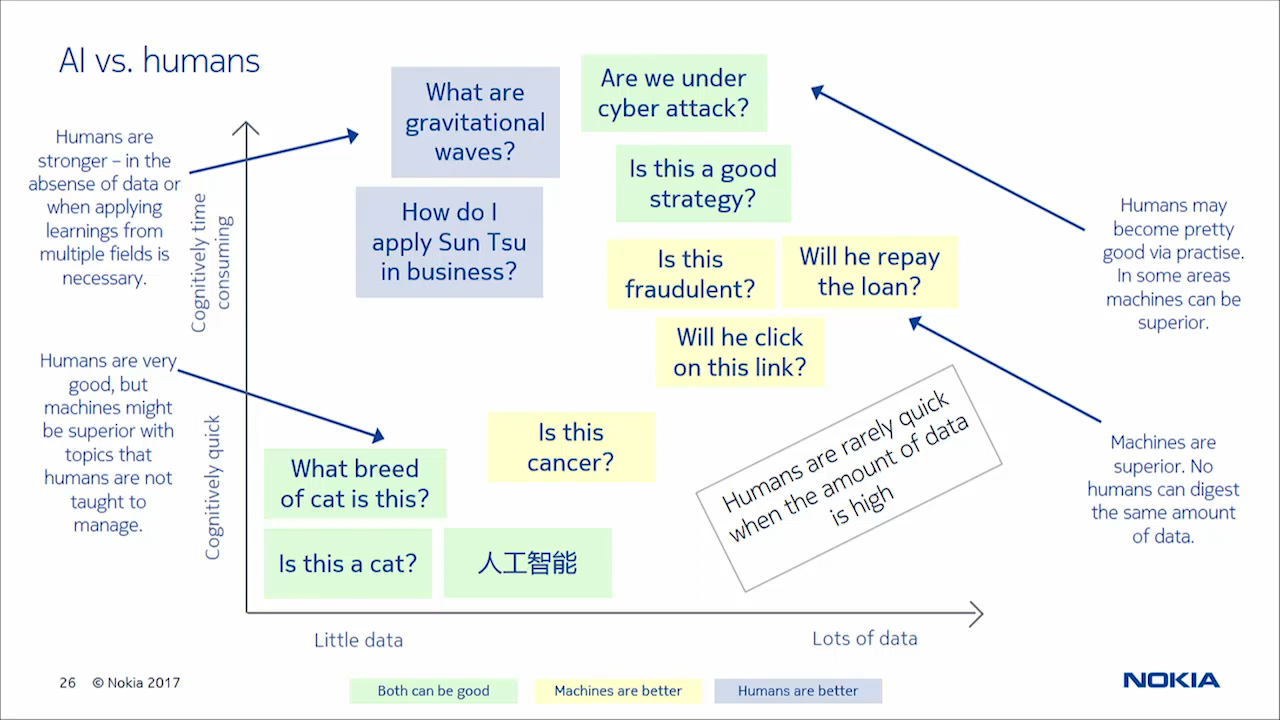 AI vs. humans
Humans are
stronger – in the
absense of data or
when applying
learnings from
multiple fields is
necessary.
Humans are very
good, but
machines might
be superior with
topics that
humans are not
taught to
manage.
Cognitively time
consuming
Cognitively quick
What are
gravitational
waves?
How do I
apply Sun Tsu
in business?
Are we under
cyber attack?
Is this a good
strategy?
Is this
fraudulent?
Will he repay
the loan?
Will he click
on this link?
Is this
cancer?
What breed
of cat is this?
Is this a cat?
人工智能
Humans are rarely quick
when the amount of data
is high
Humans may
become pretty
good via practise.
In some areas
machines can be
superior.
Machines are
superior. No
humans can digest
the same amount
of data.
Little data
Lots of data
26 © Nokia 2017
Both can be good
Machines are better
Humans are better
NOKIA